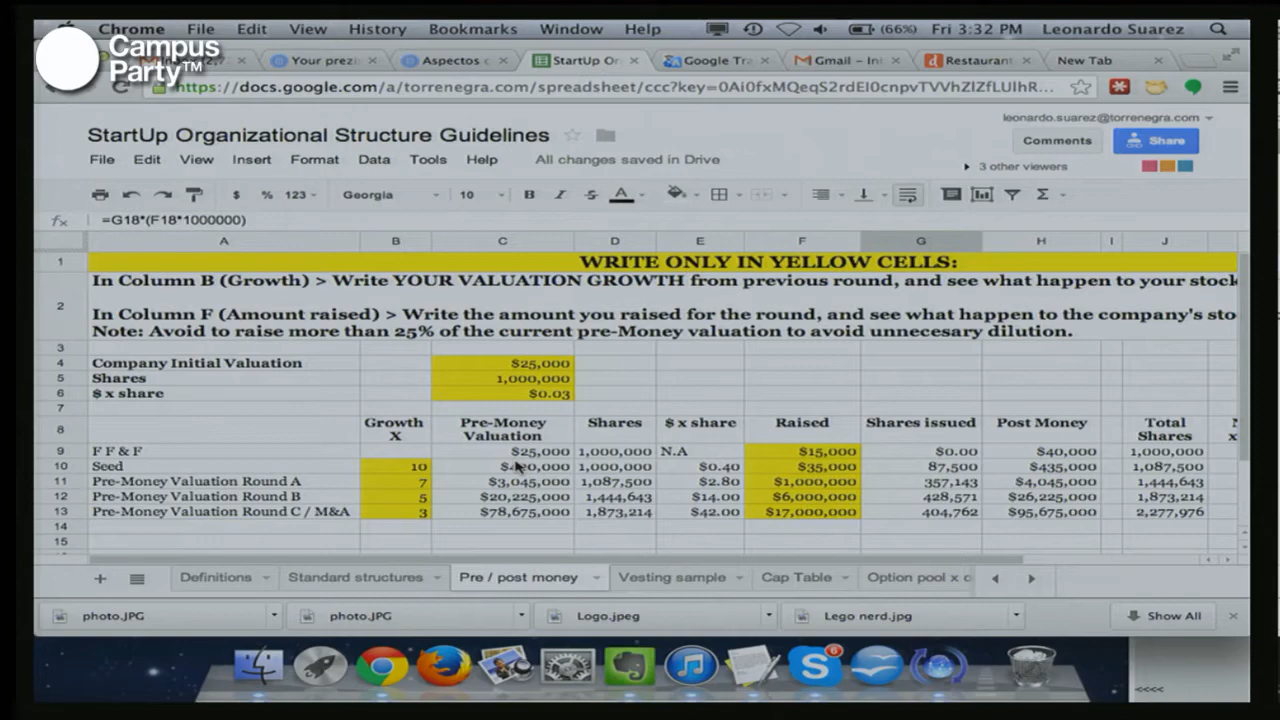 Chrome File Edit View History Bookmarks Window Help (66%) Fri 3:32 PM Leonardo Suarez
Campus
Party™
Your prezi Aspectos c StartUp Or Google Tra Gmail – In Restauran New Tab
https://docs.google.com/a/torrenegra.com/spreadsheet/ccc?key=0Ai0fxMQeqS2rdEl0cnpvTVVhZlZfLUlhR...
leonardo.suarez@torrenegra.com
StartUp Organizational Structure Guidelines
Comments Share
File Edit View Insert Format Data Tools Help All changes saved in Drive
3 other viewers
$ % 123 Georgia 10 B I S A Σ
fx =G18*(F18*1000000)
A B C D E F G H I J
1 WRITE ONLY IN YELLOW CELLS:
In Column B (Growth) > Write YOUR VALUATION GROWTH from previous round, and see what happen to your stock
2
In Column F (Amount raised) > Write the amount you raised for the round, and see what happen to the company's sto
Note: Avoid to raise more than 25% of the current pre-Money valuation to avoid unnecesary dilution.
3
4 Company Initial Valuation $25,000
5 Shares 1,000,000
6 $ x share $0.03
7
8 Growth X Pre-Money Valuation Shares $ x share Raised Shares issued Post Money Total Shares
9 F F & F $25,000 1,000,000 N.A $15,000 $0.00 $40,000 1,000,000
10 Seed 10 1,000,000 $0.40 $35,000 87,500 $435,000 1,087,500
11 Pre-Money Valuation Round A 7 $3,045,000 1,087,500 $2.80 $1,000,000 357,143 $4,045,000 1,444,643
12 Pre-Money Valuation Round B 5 $20,225,000 1,444,643 $14.00 $6,000,000 428,571 $26,225,000 1,873,214
13 Pre-Money Valuation Round C / M&A 3 $78,675,000 1,873,214 $42.00 $17,000,000 404,762 $95,675,000 2,277,976
14
15
Definitions Standard structures Pre / post money Vesting sample Cap Table Option pool x c
photo.JPG photo.JPG Logo.jpeg Lego nerd.jpg Show All
6
<<<<